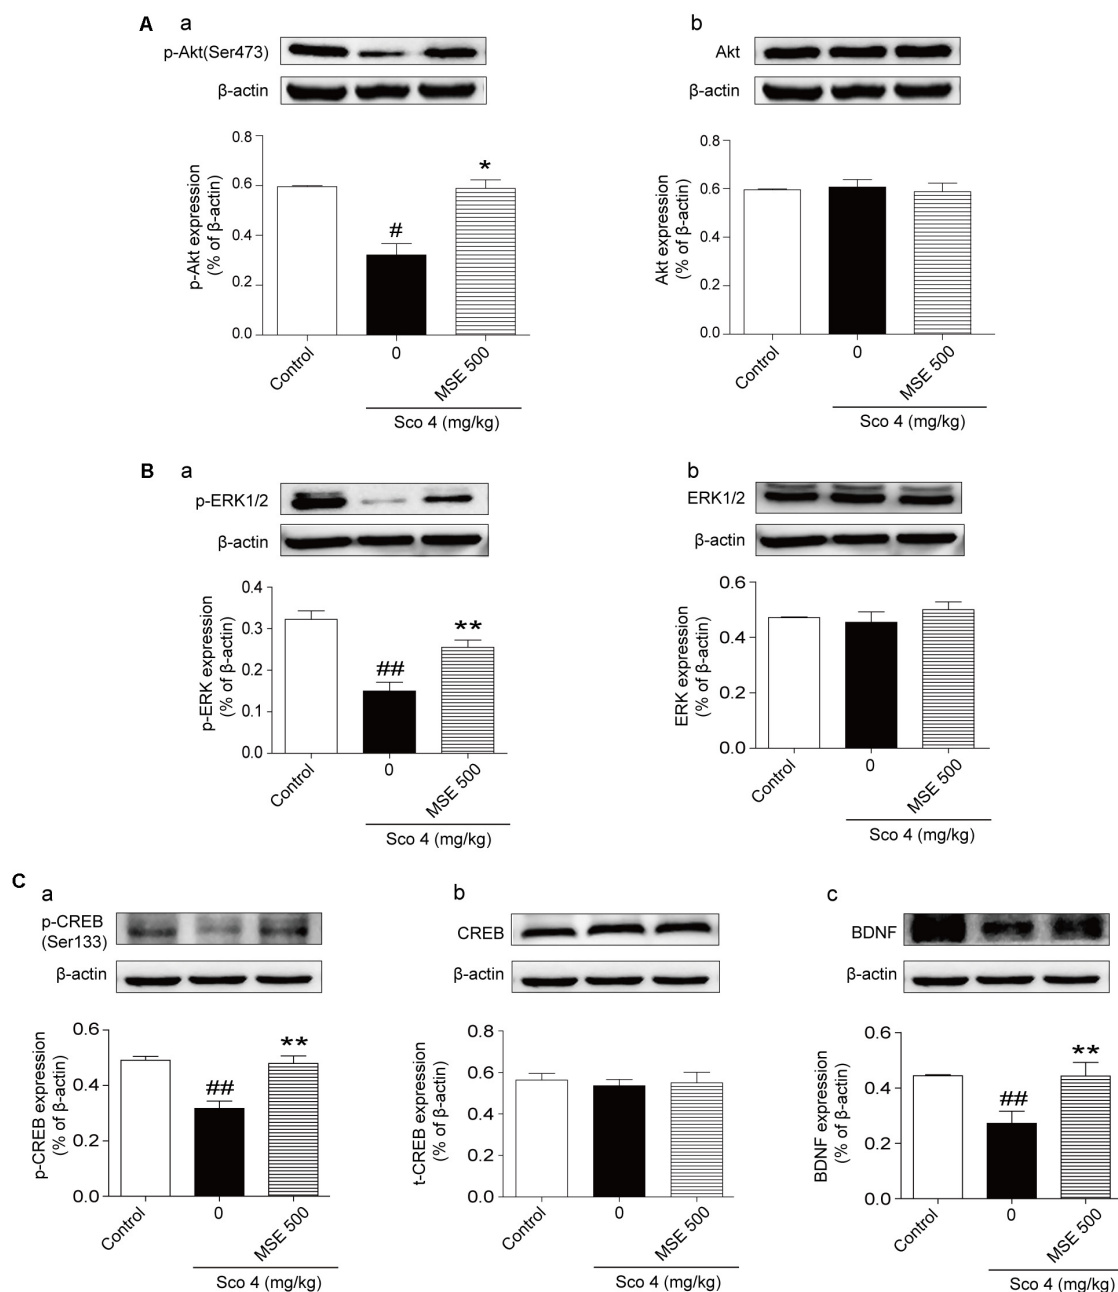 A
a
p-Akt(Ser473)
β-actin
p-Akt expression
(% of β-actin)
0.8
0.6
0.4
0.2
0.0
#
*
Control
0
MSE 500
Sco 4 (mg/kg)
b
Akt
β-actin
Akt expression
(% of β-actin)
0.8
0.6
0.4
0.2
0.0
Control
0
MSE 500
Sco 4 (mg/kg)
B
a
p-ERK1/2
β-actin
p-ERK expression
(% of β-actin)
0.4
0.3
0.2
0.1
0.0
##
**
Control
0
MSE 500
Sco 4 (mg/kg)
b
ERK1/2
β-actin
ERK expression
(% of β-actin)
0.6
0.4
0.2
0.0
Control
0
MSE 500
Sco 4 (mg/kg)
C
a
p-CREB
(Ser133)
β-actin
p-CREB expression
(% of β-actin)
0.6
0.4
0.2
0.0
##
**
Control
0
MSE 500
Sco 4 (mg/kg)
b
CREB
β-actin
t-CREB expression
(% of β-actin)
0.8
0.6
0.4
0.2
0.0
Control
0
MSE 500
Sco 4 (mg/kg)
c
BDNF
β-actin
BDNF expression
(% of β-actin)
0.6
0.4
0.2
0.0
##
**
Control
0
MSE 500
Sco 4 (mg/kg)